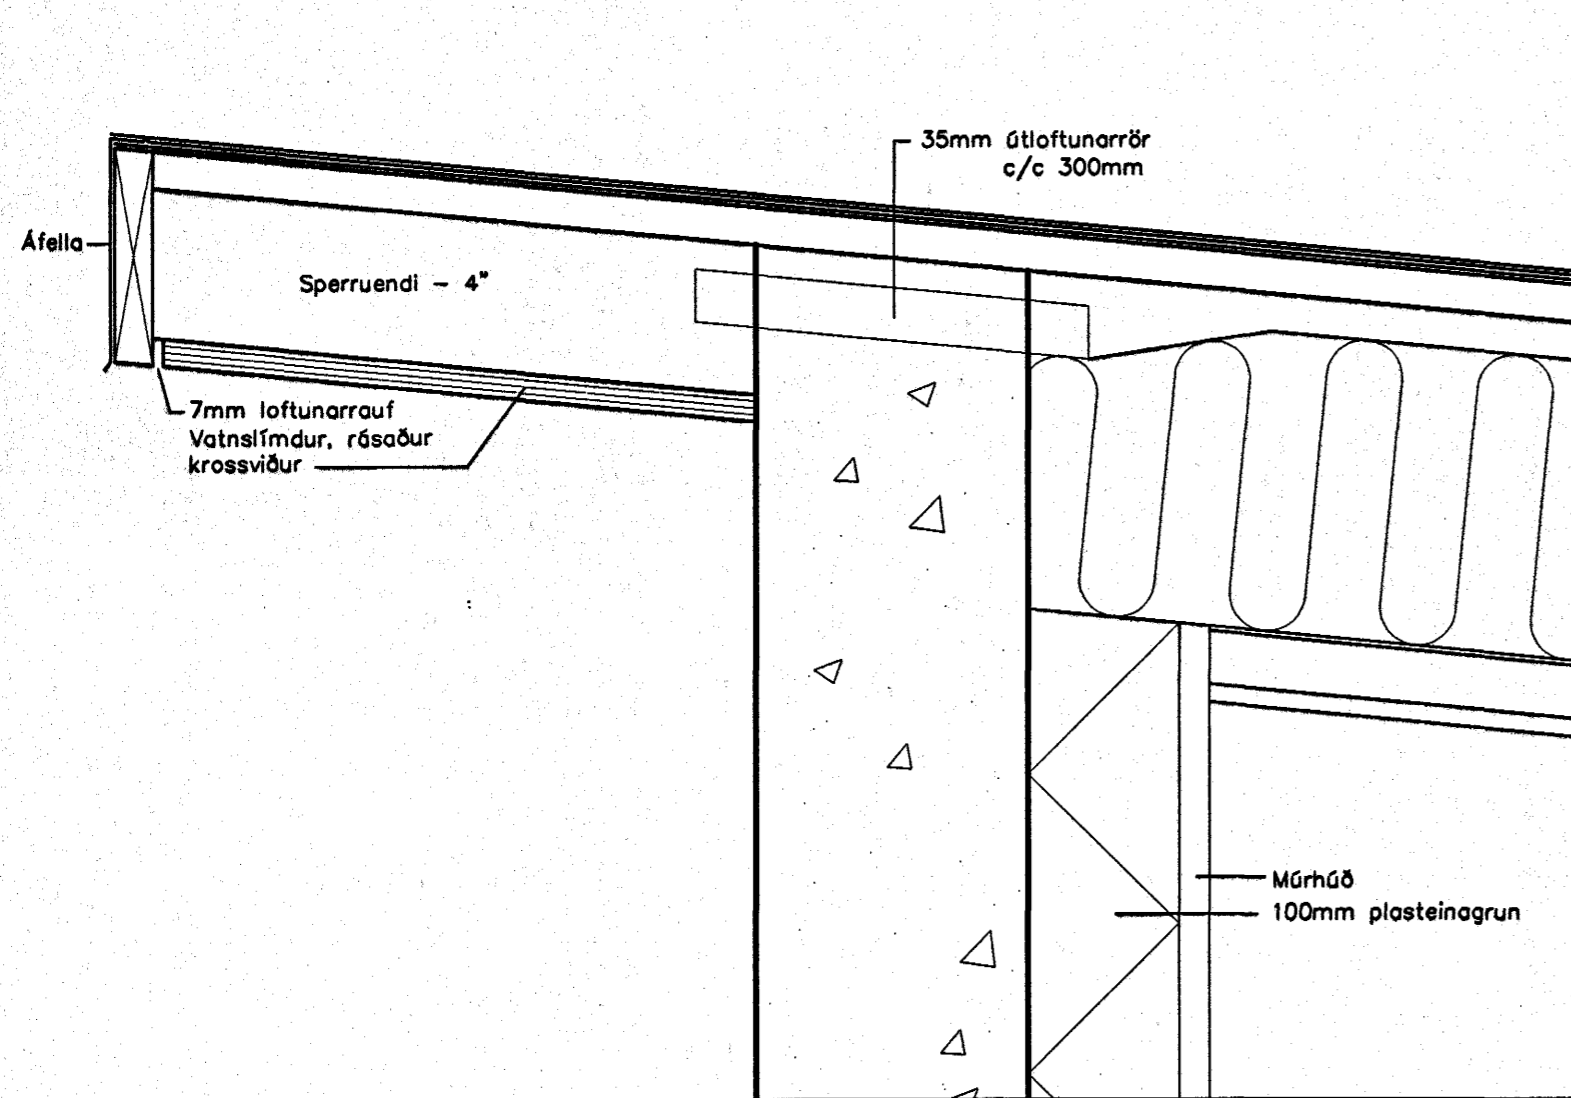 35mm útloftunarrör
c/c 300mm
Áfella
Sperruendi - 4"
7mm loftunarrauf
Vatnslímdur, rásaður
krossviður
Múrhúð
100mm plasteinagrun